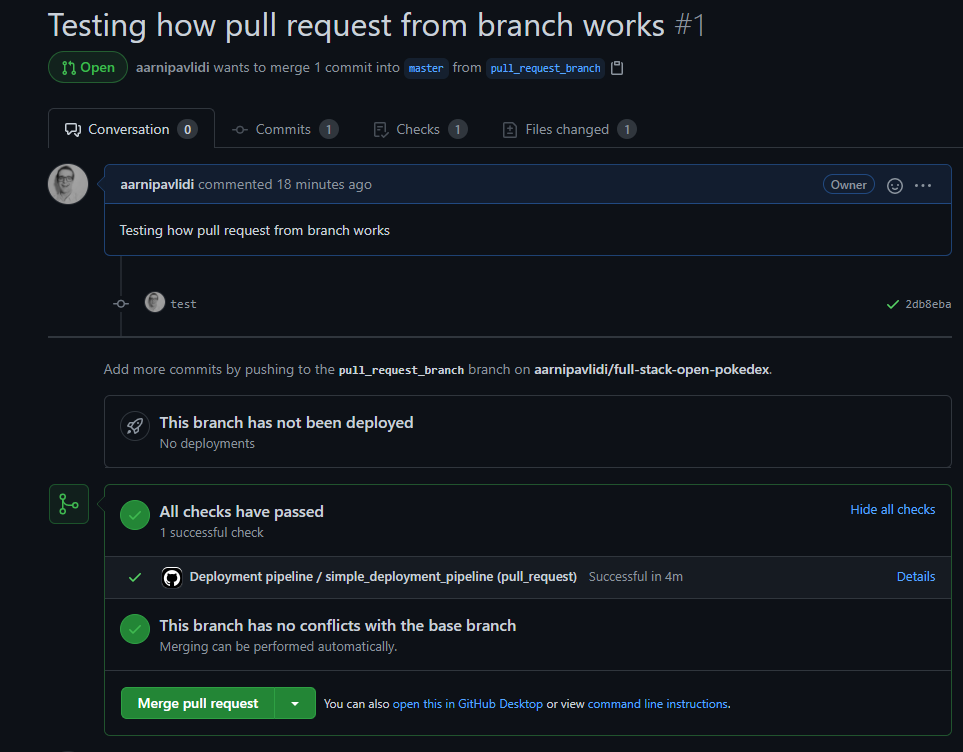 Testing how pull request from branch works #1
Open aarnipavlidi wants to merge 1 commit into master from pull_request_branch
Conversation 0 Commits 1 Checks 1 Files changed 1
aarnipavlidi commented 18 minutes ago Owner
Testing how pull request from branch works
test 2db8eba
Add more commits by pushing to the pull_request_branch branch on aarnipavlidi/full-stack-open-pokedex.
This branch has not been deployed
No deployments
All checks have passed
Hide all checks
1 successful check
Deployment pipeline / simple_deployment_pipeline (pull_request) Successful in 4m Details
This branch has no conflicts with the base branch
Merging can be performed automatically.
Merge pull request You can also open this in GitHub Desktop or view command line instructions.